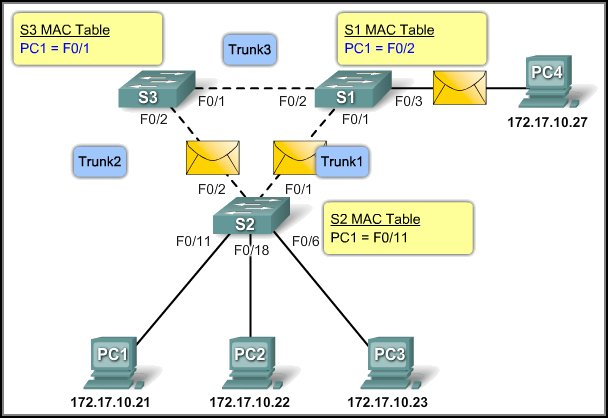 S3 MAC Table
PC1 = F0/1
Trunk3
S1 MAC Table
PC1 = F0/2
S3
F0/1
F0/2
S1
F0/3
PC4
F0/2
F0/1
172.17.10.27
Trunk2
Trunk1
F0/2
F0/1
S2
S2 MAC Table
PC1 = F0/11
F0/11
F0/18
F0/6
PC1
PC2
PC3
172.17.10.21
172.17.10.22
172.17.10.23